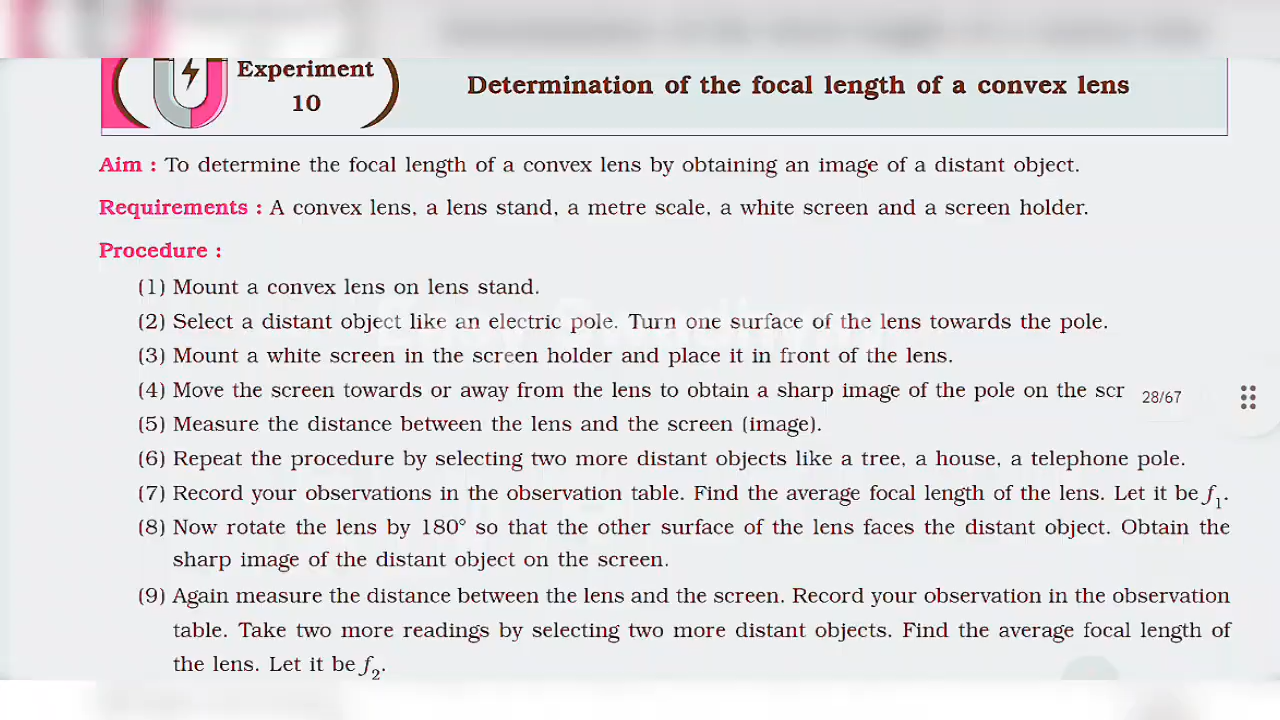 Experiment
10
Determination of the focal length of a convex lens
Aim : To determine the focal length of a convex lens by obtaining an image of a distant object.
Requirements : A convex lens, a lens stand, a metre scale, a white screen and a screen holder.
Procedure :
(1) Mount a convex lens on lens stand.
(2) Select a distant object like an electric pole. Turn one surface of the lens towards the pole.
(3) Mount a white screen in the screen holder and place it in front of the lens.
(4) Move the screen towards or away from the lens to obtain a sharp image of the pole on the scr
28/67
(5) Measure the distance between the lens and the screen (image).
(6) Repeat the procedure by selecting two more distant objects like a tree, a house, a telephone pole.
(7) Record your observations in the observation table. Find the average focal length of the lens. Let it be f₁.
(8) Now rotate the lens by 180° so that the other surface of the lens faces the distant object. Obtain the
sharp image of the distant object on the screen.
(9) Again measure the distance between the lens and the screen. Record your observation in the observation
table. Take two more readings by selecting two more distant objects. Find the average focal length of
the lens. Let it be f₂.